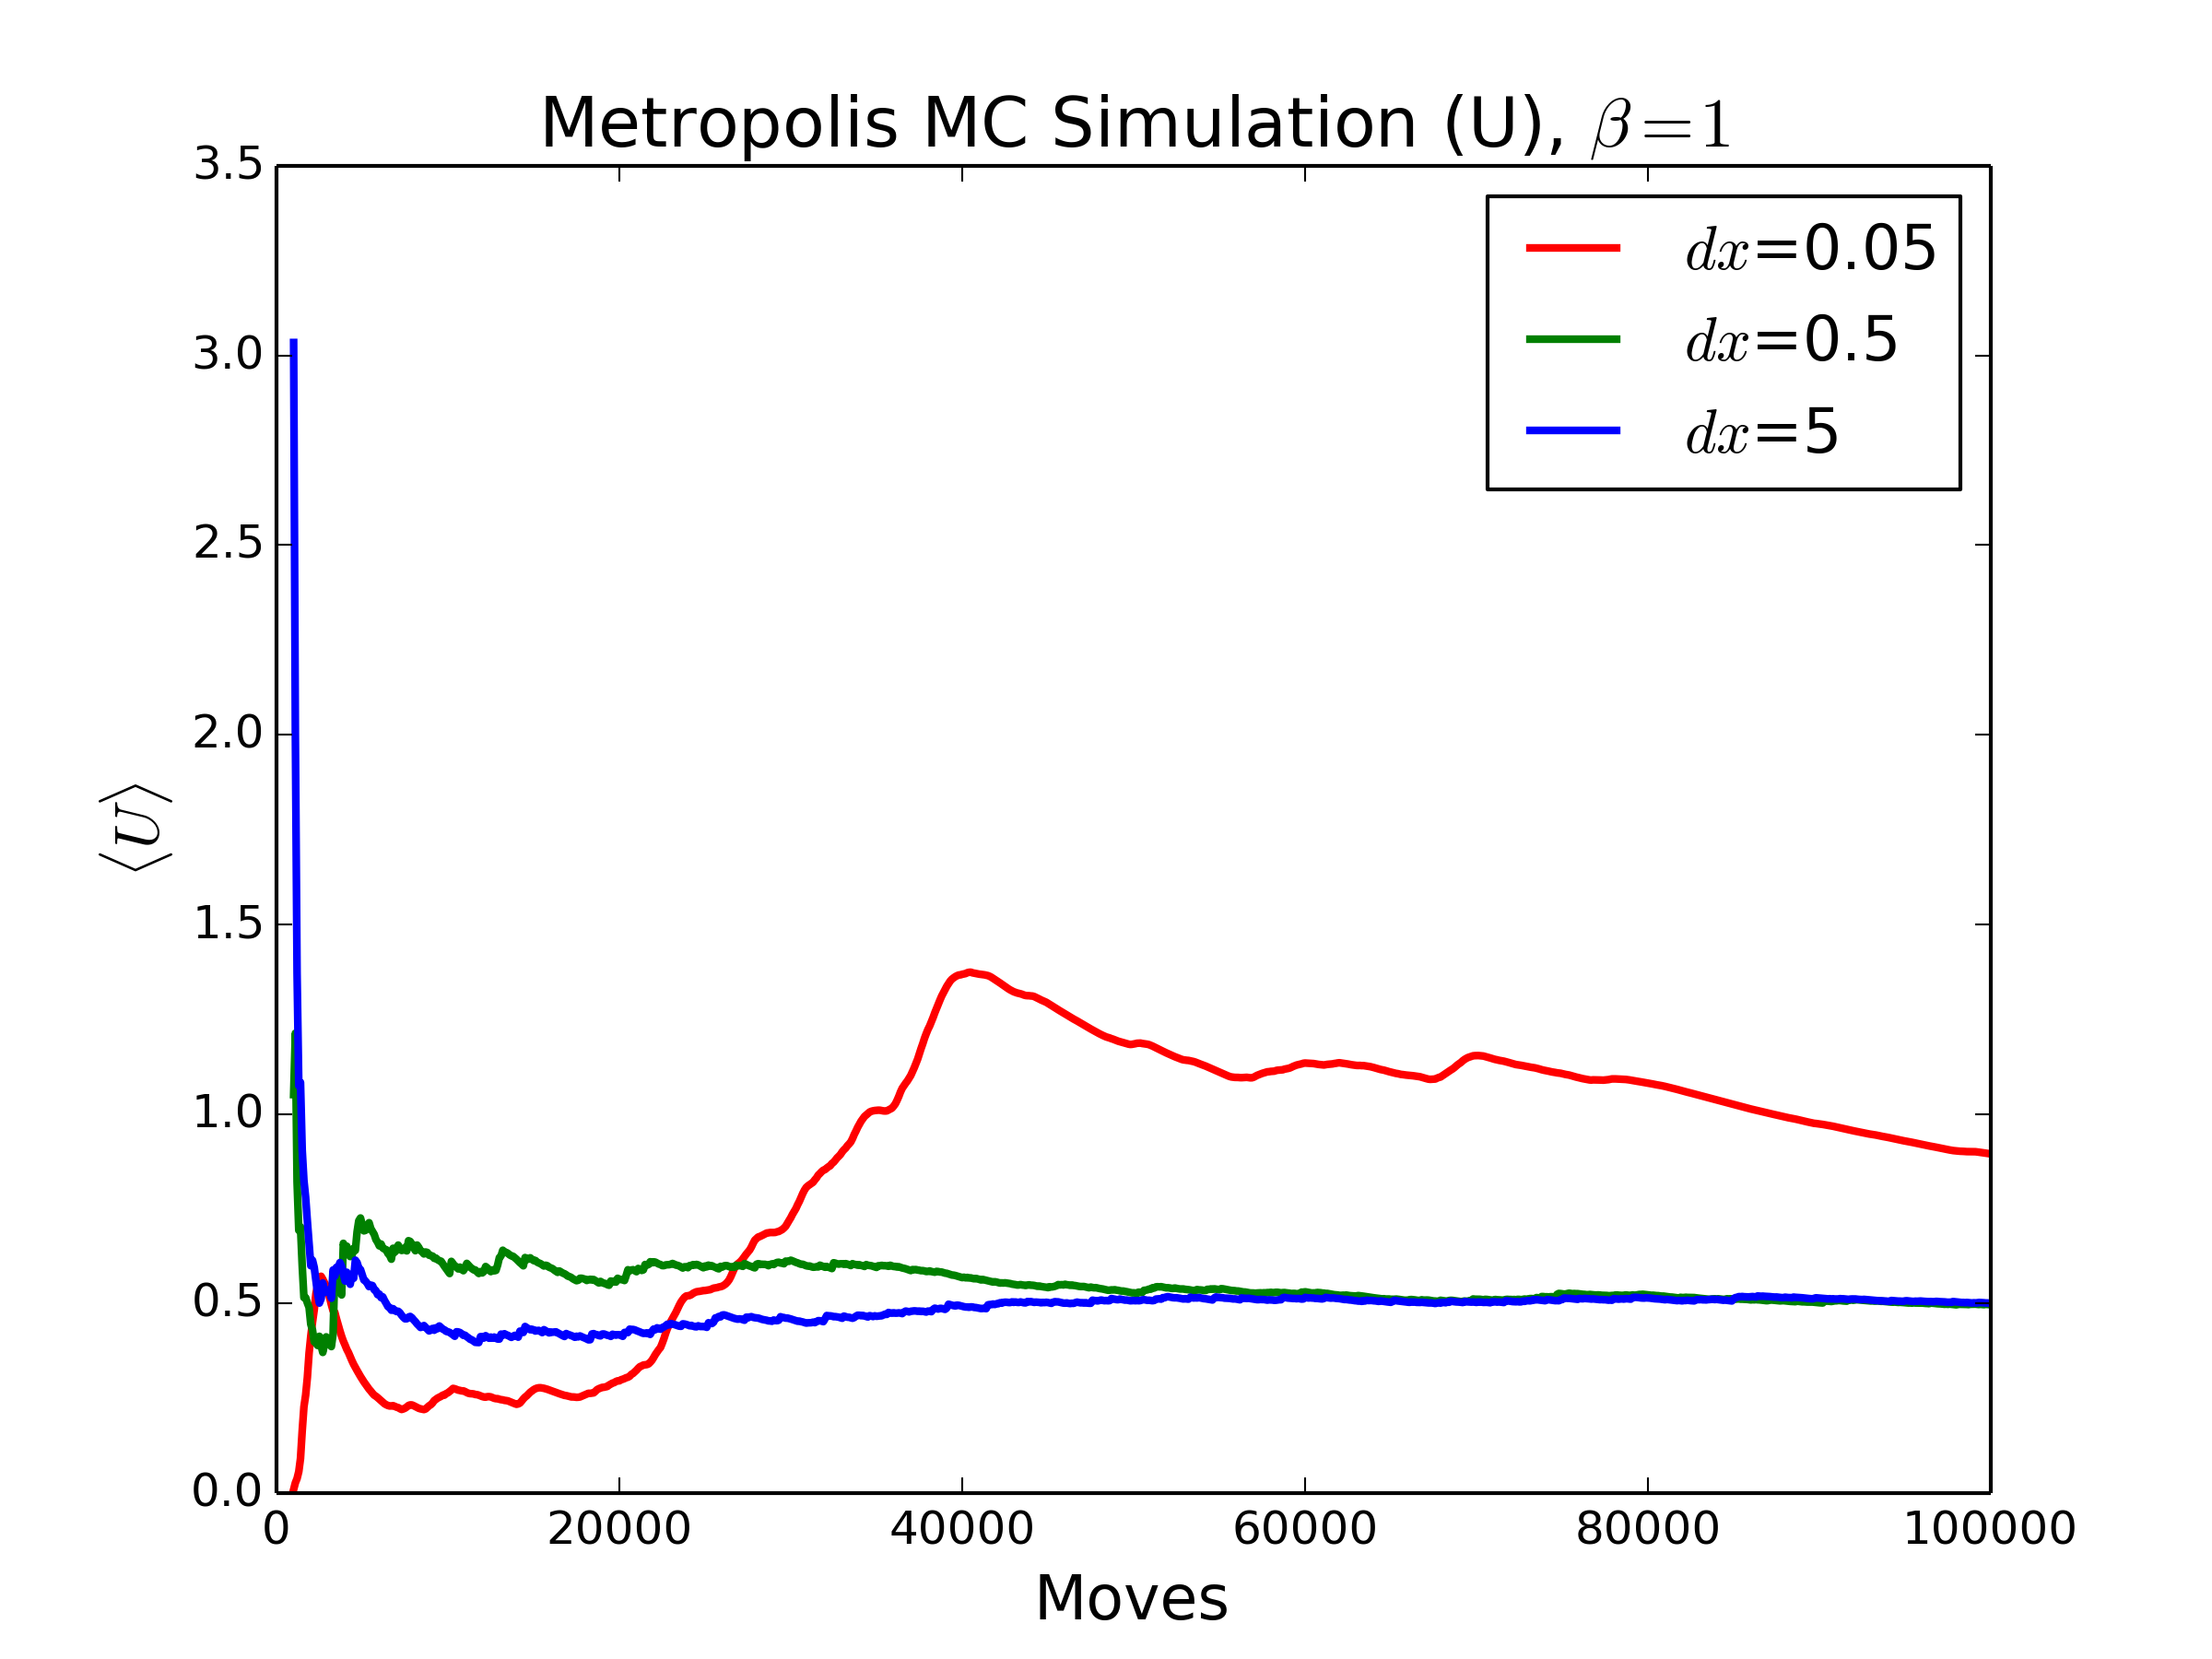 Metropolis MC Simulation (U), β=1
3.5
3.0
2.5
2.0
1.5
1.0
0.5
0.0
⟨U⟩
dx=0.05
dx=0.5
dx=5
0 20000 40000 60000 80000 100000
Moves